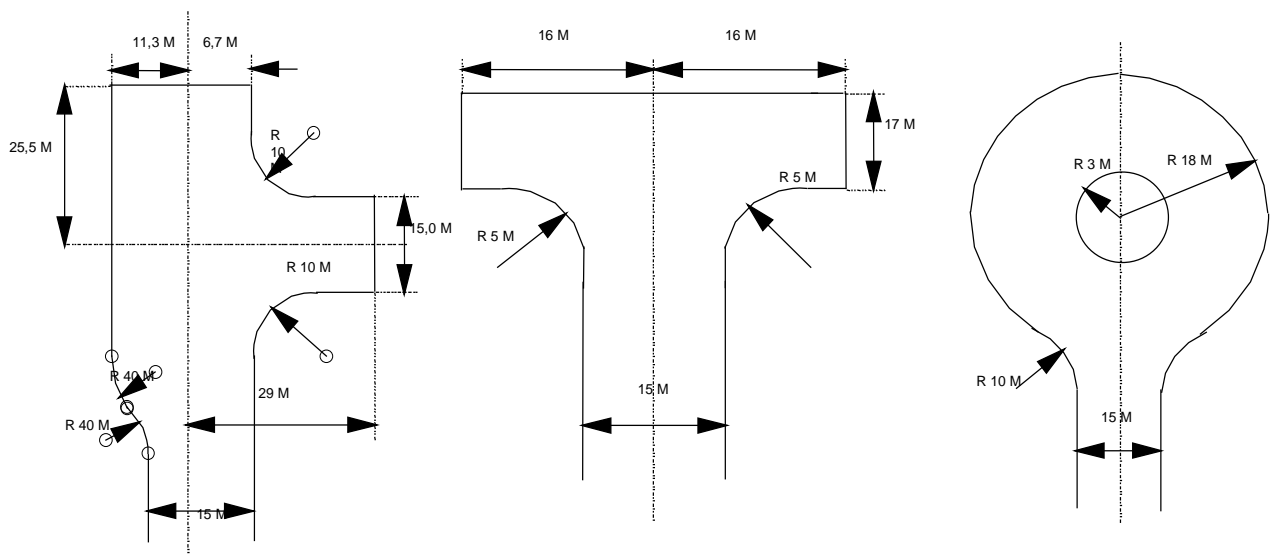 11,3 M
6,7 M
25,5 M
R
10
M
15,0 M
R 10 M
R 40 M
R 40 M
29 M
15 M
16 M
16 M
17 M
R 5 M
R 5 M
15 M
R 3 M
R 18 M
R 10 M
15 M